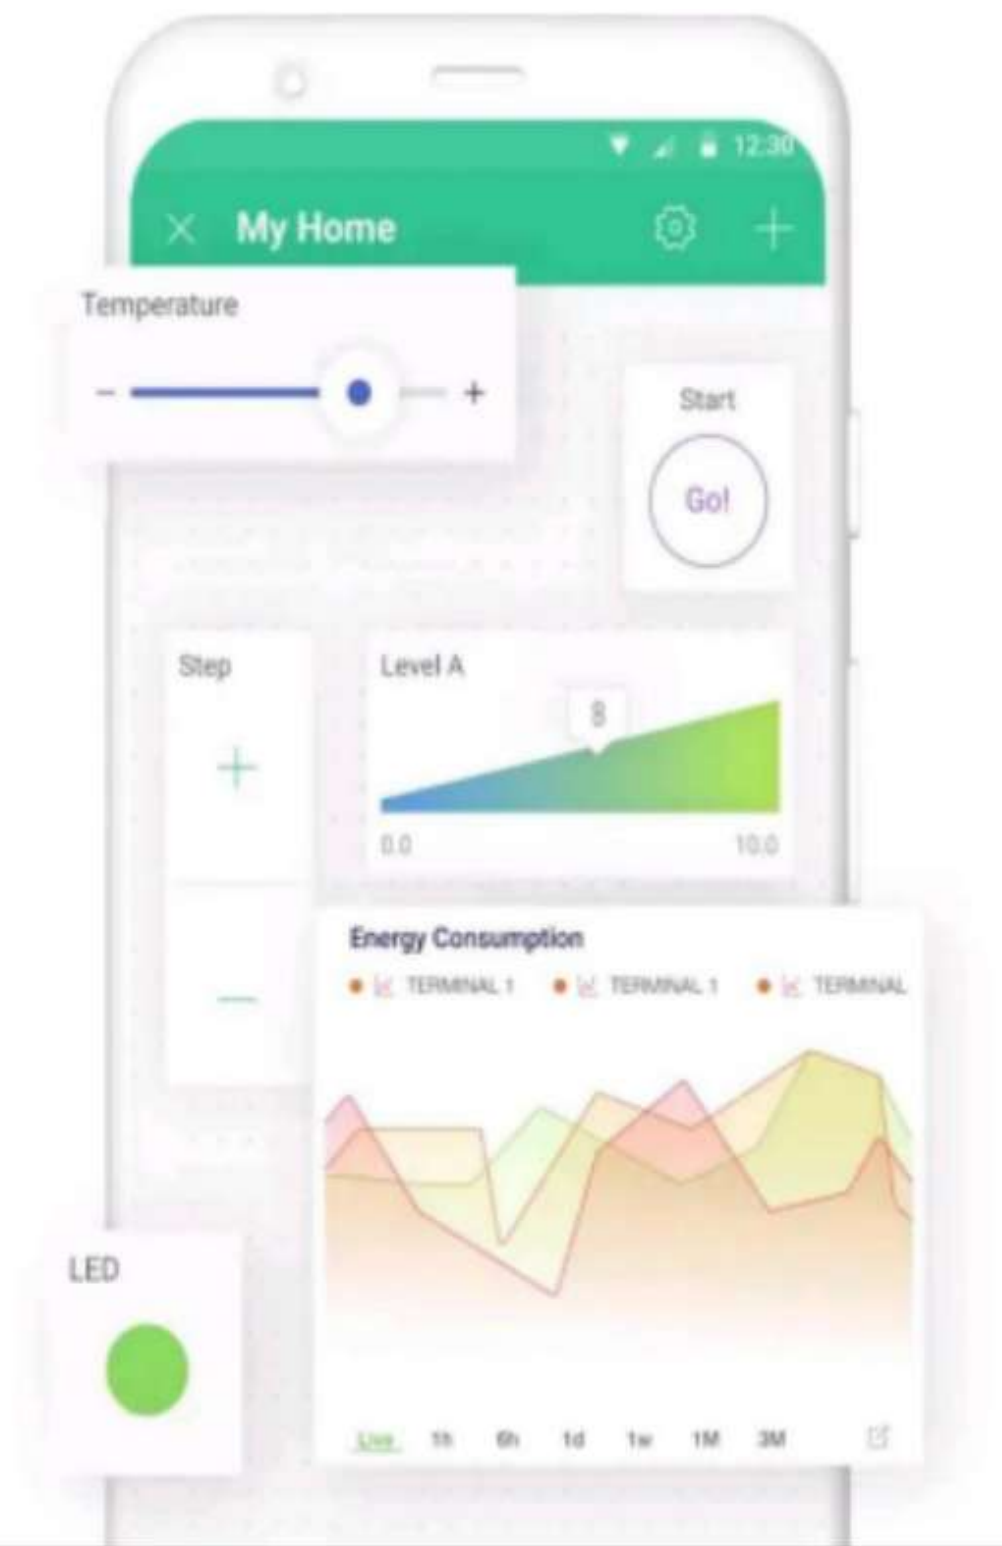 12:30
My Home
Temperature
− +
Start
Go!
Step
+
−
Level A
8
0.0 10.0
Energy Consumption
TERMINAL 1 TERMINAL 1 TERMINAL
LED
Live 1h 6h 1d 1w 1M 3M